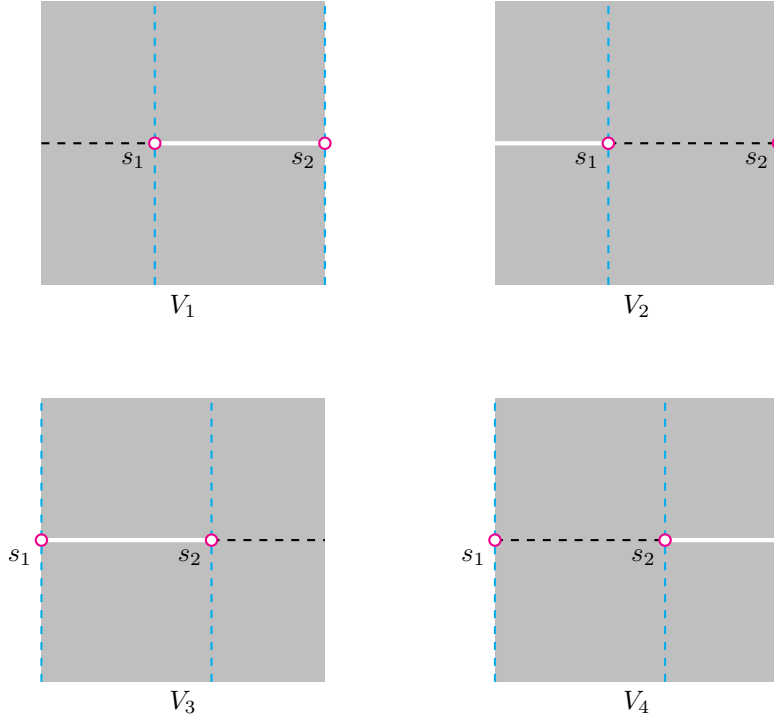 s₁ s₂ s₁ s₂
V₁ V₂
s₁ s₂ s₁ s₂
V₃ V₄